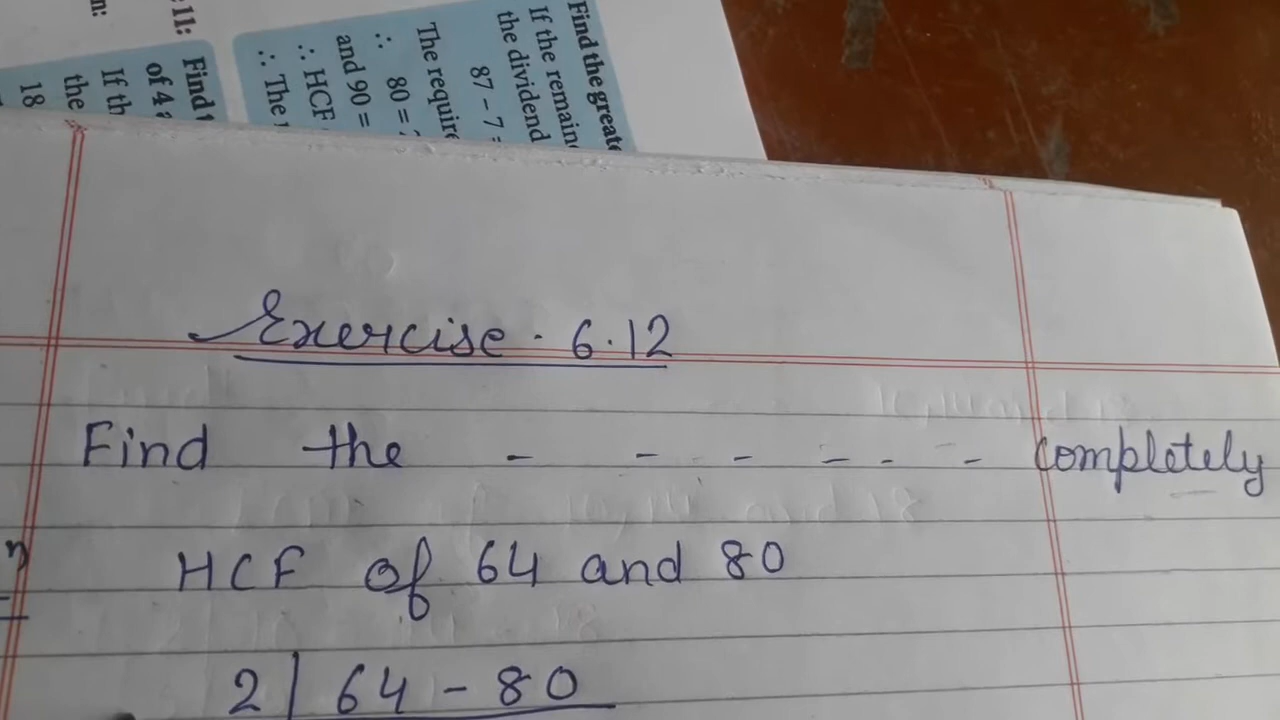 Find the greate
If the remain
the dividend
87 - 7 =
The require
∴ 80 =
and 90 =
∴ HCF
∴ The
11:
Find
of 4
If th
the
18
Exercise · 6.12
Find the - - - - - - completely
HCF of 64 and 80
2 | 64 - 80